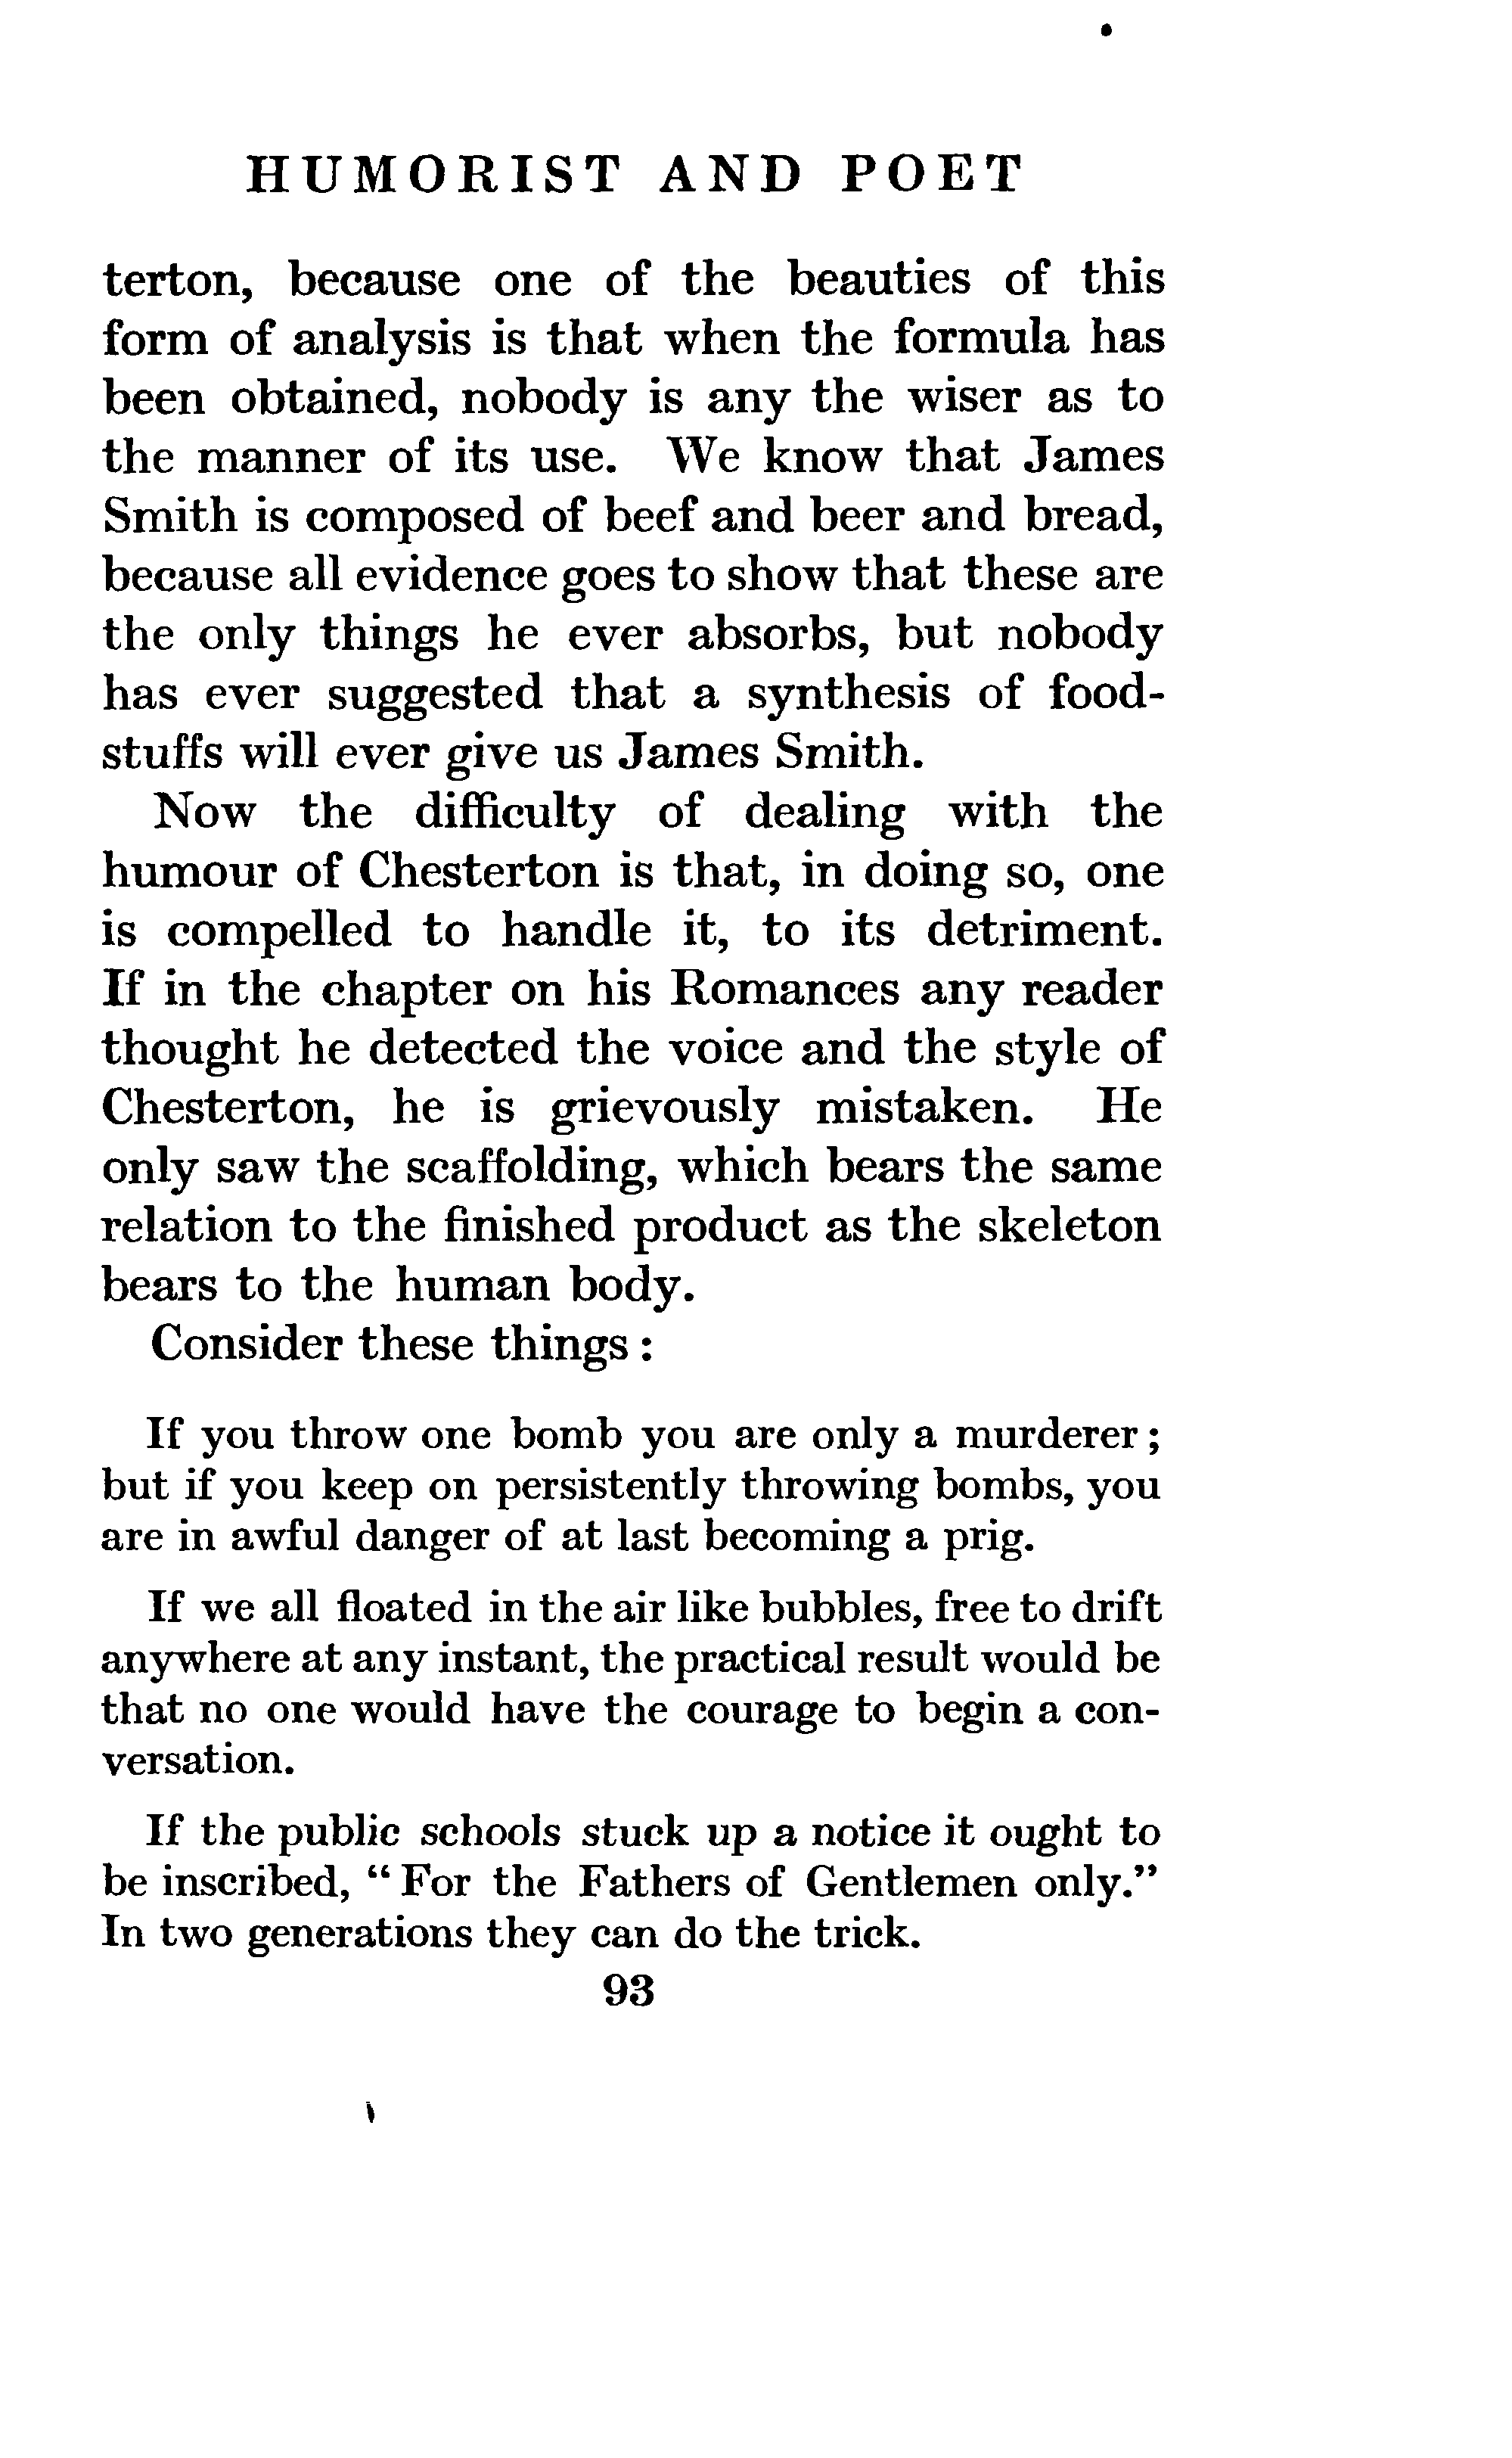 HUMORIST AND POET
terton, because one of the beauties of this
form of analysis is that when the formula has
been obtained, nobody is any the wiser as to
the manner of its use. We know that James
Smith is composed of beef and beer and bread,
because all evidence goes to show that these are
the only things he ever absorbs, but nobody
has ever suggested that a synthesis of food-
stuffs will ever give us James Smith.
Now the difficulty of dealing with the
humour of Chesterton is that, in doing so, one
is compelled to handle it, to its detriment.
If in the chapter on his Romances any reader
thought he detected the voice and the style of
Chesterton, he is grievously mistaken. He
only saw the scaffolding, which bears the same
relation to the finished product as the skeleton
bears to the human body.
Consider these things :
If you throw one bomb you are only a murderer ;
but if you keep on persistently throwing bombs, you
are in awful danger of at last becoming a prig.
If we all floated in the air like bubbles, free to drift
anywhere at any instant, the practical result would be
that no one would have the courage to begin a con-
versation.
If the public schools stuck up a notice it ought to
be inscribed, “ For the Fathers of Gentlemen only.”
In two generations they can do the trick.
93